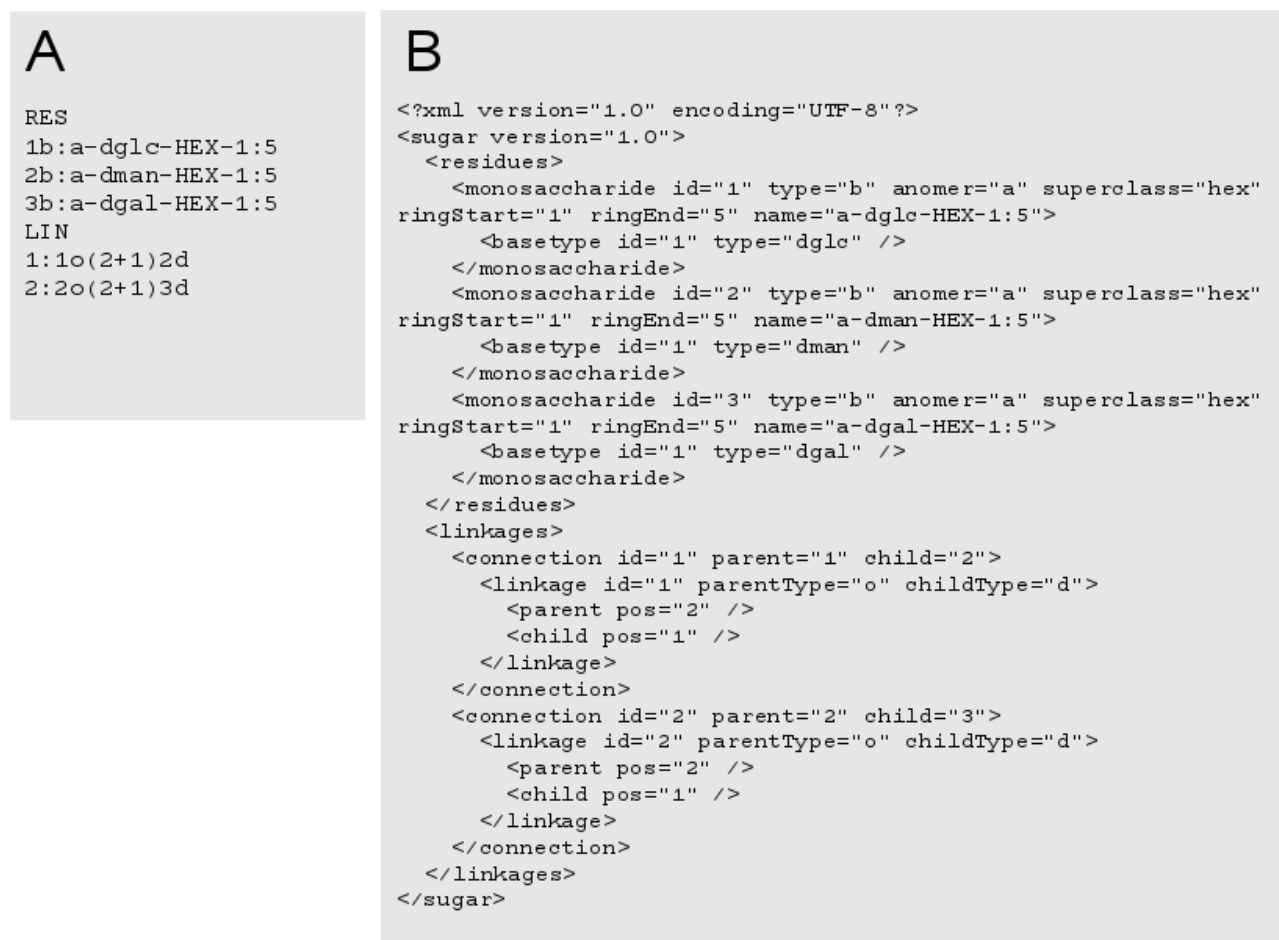 A
RES
1b:a-dglc-HEX-1:5
2b:a-dman-HEX-1:5
3b:a-dgal-HEX-1:5
LIN
1:1o(2+1)2d
2:2o(2+1)3d
B
<?xml version="1.0" encoding="UTF-8"?>
<sugar version="1.0">
<residues>
<monosaccharide id="1" type="b" anomer="a" superclass="hex"
ringStart="1" ringEnd="5" name="a-dglc-HEX-1:5">
<basetype id="1" type="dglc" />
</monosaccharide>
<monosaccharide id="2" type="b" anomer="a" superclass="hex"
ringStart="1" ringEnd="5" name="a-dman-HEX-1:5">
<basetype id="1" type="dman" />
</monosaccharide>
<monosaccharide id="3" type="b" anomer="a" superclass="hex"
ringStart="1" ringEnd="5" name="a-dgal-HEX-1:5">
<basetype id="1" type="dgal" />
</monosaccharide>
</residues>
<linkages>
<connection id="1" parent="1" child="2">
<linkage id="1" parentType="o" childType="d">
<parent pos="2" />
<child pos="1" />
</linkage>
</connection>
<connection id="2" parent="2" child="3">
<linkage id="2" parentType="o" childType="d">
<parent pos="2" />
<child pos="1" />
</linkage>
</connection>
</linkages>
</sugar>